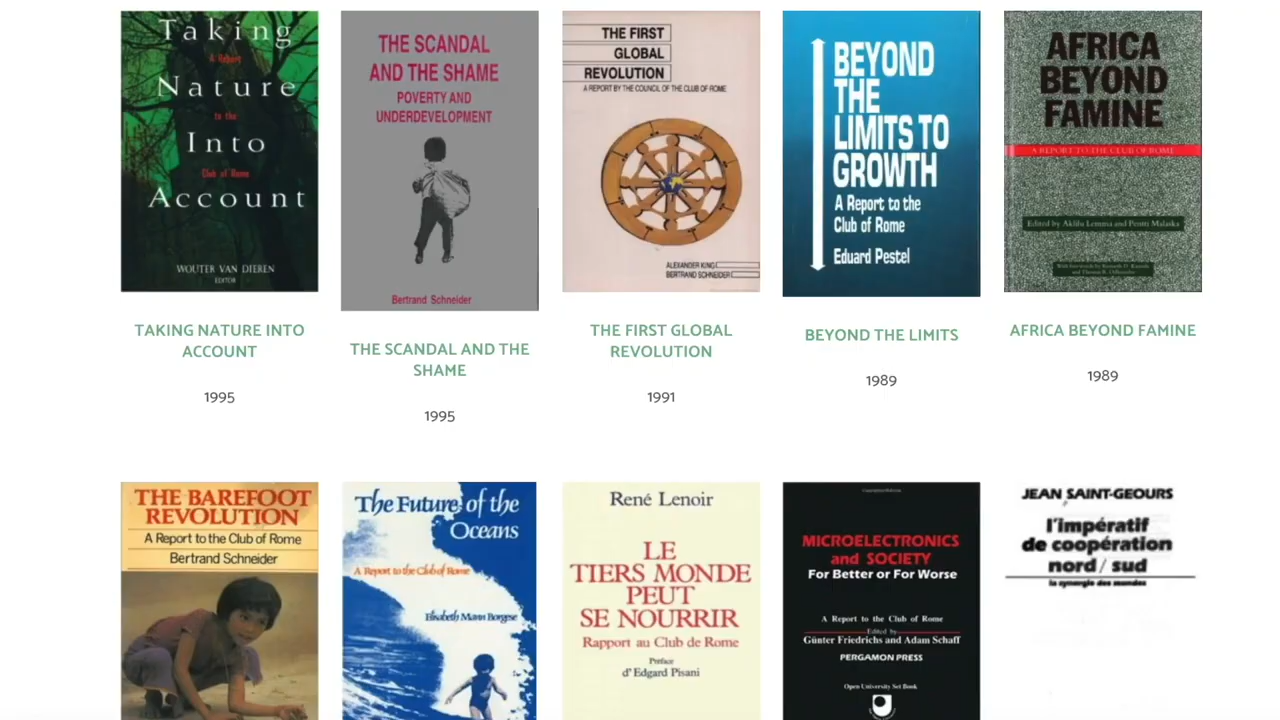 Taking
A Report
Nature
to the
Into
Club of Rome
Account
WOUTER VAN DIEREN
EDITOR
THE SCANDAL
AND THE SHAME
POVERTY AND
UNDERDEVELOPMENT
Bertrand Schneider
THE FIRST
GLOBAL
REVOLUTION
A REPORT BY THE COUNCIL OF THE CLUB OF ROME
ALEXANDER KING
BERTRAND SCHNEIDER
BEYOND
THE
LIMITS TO
GROWTH
A Report to the
Club of Rome
Eduard Pestel
AFRICA
BEYOND
FAMINE
A REPORT TO THE CLUB OF ROME
Edited by Aklilu Lemma and Pentti Malaska
TAKING NATURE INTO
ACCOUNT
1995
THE SCANDAL AND THE
SHAME
1995
THE FIRST GLOBAL
REVOLUTION
1991
BEYOND THE LIMITS
1989
AFRICA BEYOND FAMINE
1989
THE BAREFOOT
REVOLUTION
A Report to the Club of Rome
Bertrand Schneider
The Future of the
Oceans
A Report to the Club of Rome
Elisabeth Mann Borgese
René Lenoir
LE
TIERS MONDE
PEUT
SE NOURRIR
Rapport au Club de Rome
Préface
d'Edgard Pisani
MICROELECTRONICS
and SOCIETY
For Better or For Worse
A Report to the Club of Rome
Edited by
Günter Friedrichs and Adam Schaff
PERGAMON PRESS
Open University Set Book
JEAN SAINT-GEOURS
l'impératif
de coopération
nord/sud
la synergie des mondes